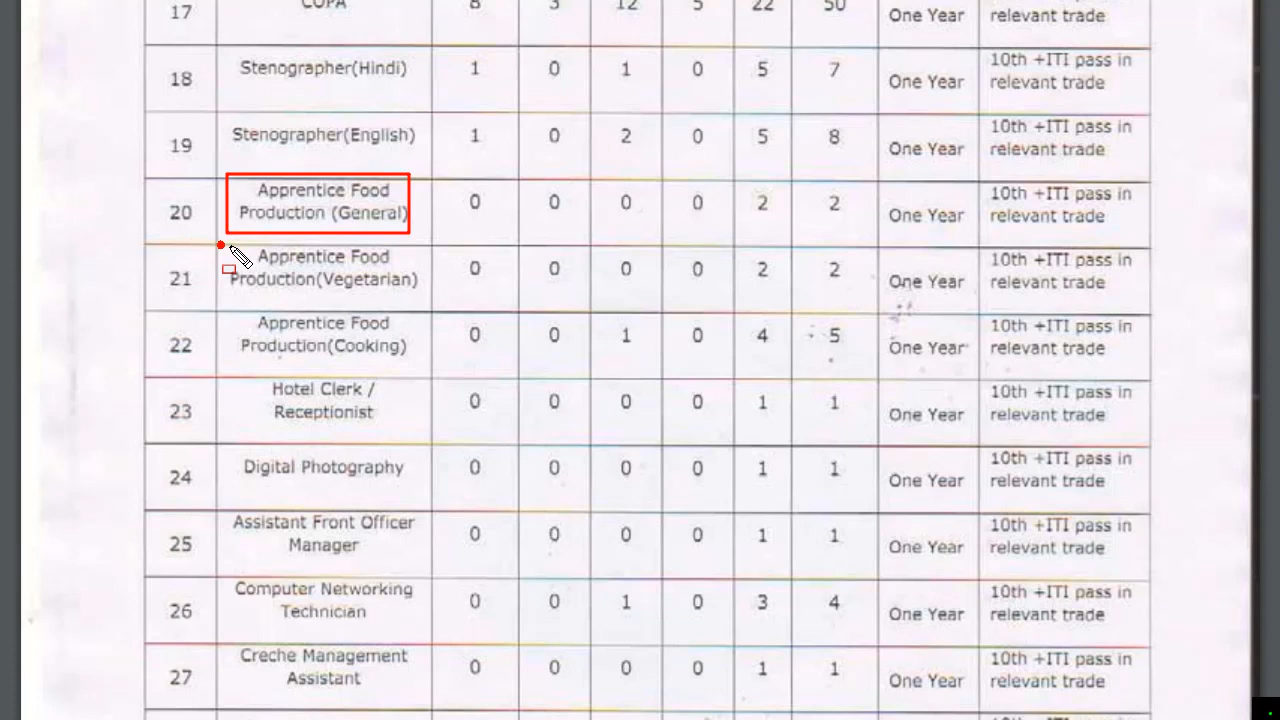 17 COPA 8 3 12 5 22 50 One Year relevant trade
18 Stenographer(Hindi) 1 0 1 0 5 7 One Year 10th +ITI pass in relevant trade
19 Stenographer(English) 1 0 2 0 5 8 One Year 10th +ITI pass in relevant trade
20 Apprentice Food Production (General) 0 0 0 0 2 2 One Year 10th +ITI pass in relevant trade
21 Apprentice Food Production(Vegetarian) 0 0 0 0 2 2 One Year 10th +ITI pass in relevant trade
22 Apprentice Food Production(Cooking) 0 0 1 0 4 5 One Year 10th +ITI pass in relevant trade
23 Hotel Clerk / Receptionist 0 0 0 0 1 1 One Year 10th +ITI pass in relevant trade
24 Digital Photography 0 0 0 0 1 1 One Year 10th +ITI pass in relevant trade
25 Assistant Front Officer Manager 0 0 0 0 1 1 One Year 10th +ITI pass in relevant trade
26 Computer Networking Technician 0 0 1 0 3 4 One Year 10th +ITI pass in relevant trade
27 Creche Management Assistant 0 0 0 0 1 1 One Year 10th +ITI pass in relevant trade